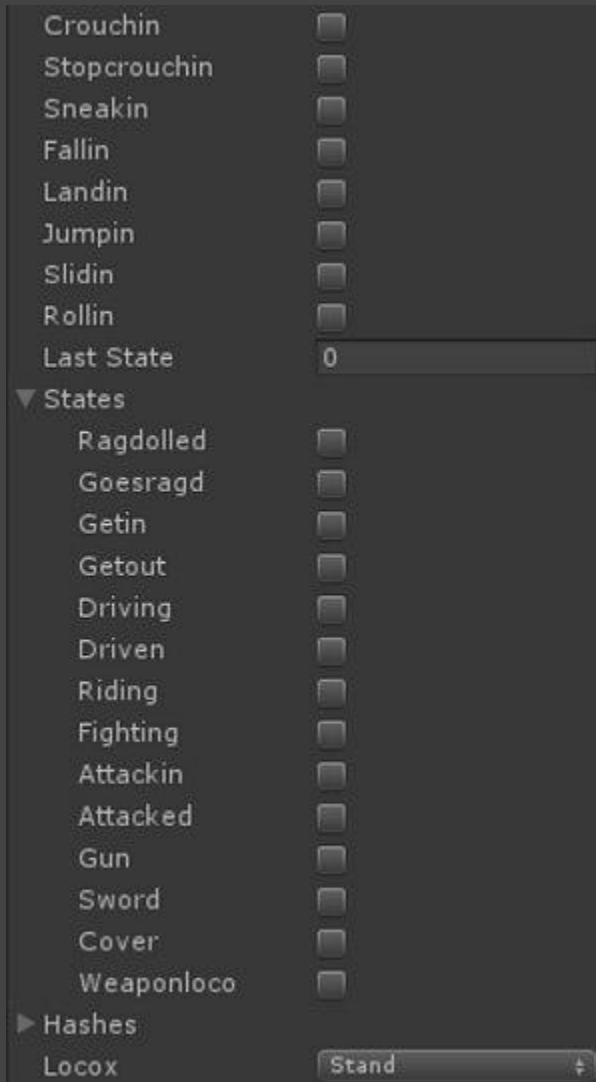 Crouchin
Stopcrouchin
Sneakin
Fallin
Landin
Jumpin
Slidin
Rollin
Last State 0
States
Ragdolled
Goesragd
Getin
Getout
Driving
Driven
Riding
Fighting
Attackin
Attacked
Gun
Sword
Cover
Weaponloco
Hashes
Locox Stand